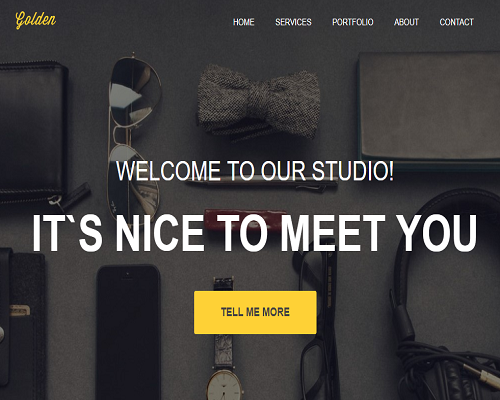 Golden
HOME SERVICES PORTFOLIO ABOUT CONTACT
WELCOME TO OUR STUDIO!
IT`S NICE TO MEET YOU
TELL ME MORE